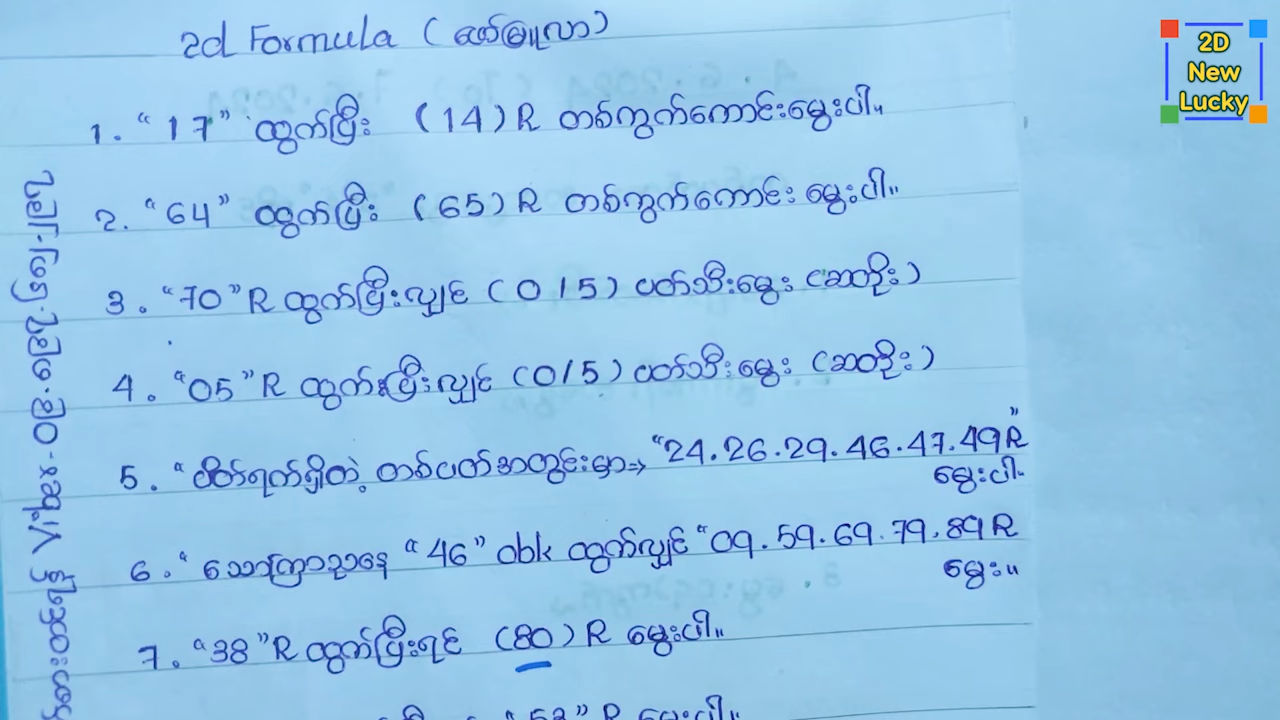 2d Formula (ဖော်မြူလာ)
1. "17" ထွက်ပြီး (14) R တစ်ကွက်ကောင်းမွေးပါ။
2. "64" ထွက်ပြီး (65) R တစ်ကွက်ကောင်း မွေးပါ။
3. "70" R ထွက်ပြီးလျှင် (0/5) ပတ်သီးမွေး (ဆတိုး)
4. "05" R ထွက်ပြီးလျှင် (0/5) ပတ်သီးမွေး (ဆတိုး)
5. "ပိတ်ရက်ရှိတဲ့ တစ်ပတ်အတွင်းမှာ⇒ "24.26.29.46.47.49R"
မွေးပါ။
6. "သောကြာညနေ "46" obk ထွက်လျှင် "09.59.69.79.89R
မွေး။
7. "38" R ထွက်ပြီးရင် (80) R မွေးပါ။
R မွေးပါ။
2D
New
Lucky